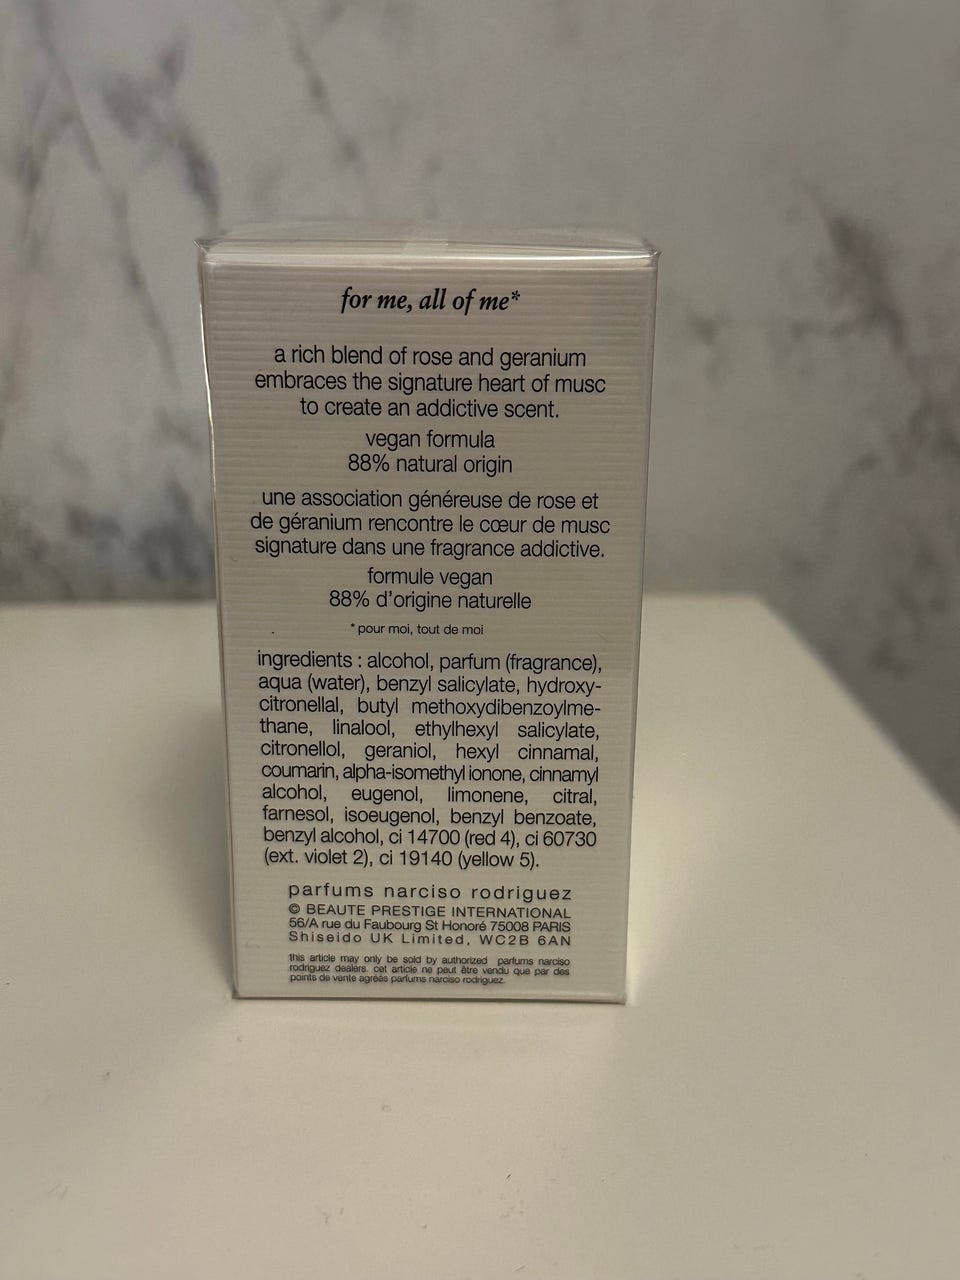 for me, all of me*
a rich blend of rose and geranium
embraces the signature heart of musc
to create an addictive scent.
vegan formula
88% natural origin
une association généreuse de rose et
de géranium rencontre le cœur de musc
signature dans une fragrance addictive.
formule vegan
88% d'origine naturelle
*pour moi, tout de moi
ingredients : alcohol, parfum (fragrance),
aqua (water), benzyl salicylate, hydroxy-
citronellal, butyl methoxydibenzoylme-
thane, linalool, ethylhexyl salicylate,
citronellol, geraniol, hexyl cinnamal,
coumarin, alpha-isomethyl ionone, cinnamyl
alcohol, eugenol, limonene, citral,
farnesol, isoeugenol, benzyl benzoate,
benzyl alcohol, ci 14700 (red 4), ci 60730
(ext. violet 2), ci 19140 (yellow 5).
parfums narciso rodriguez
© BEAUTE PRESTIGE INTERNATIONAL
56/A rue du Faubourg St Honoré 75008 PARIS
Shiseido UK Limited, WC2B 6AN
this article may only be sold by authorized parfums narciso
rodriguez dealers. cet article ne peut être vendu que par des
points de vente agréés parfums narciso rodriguez.